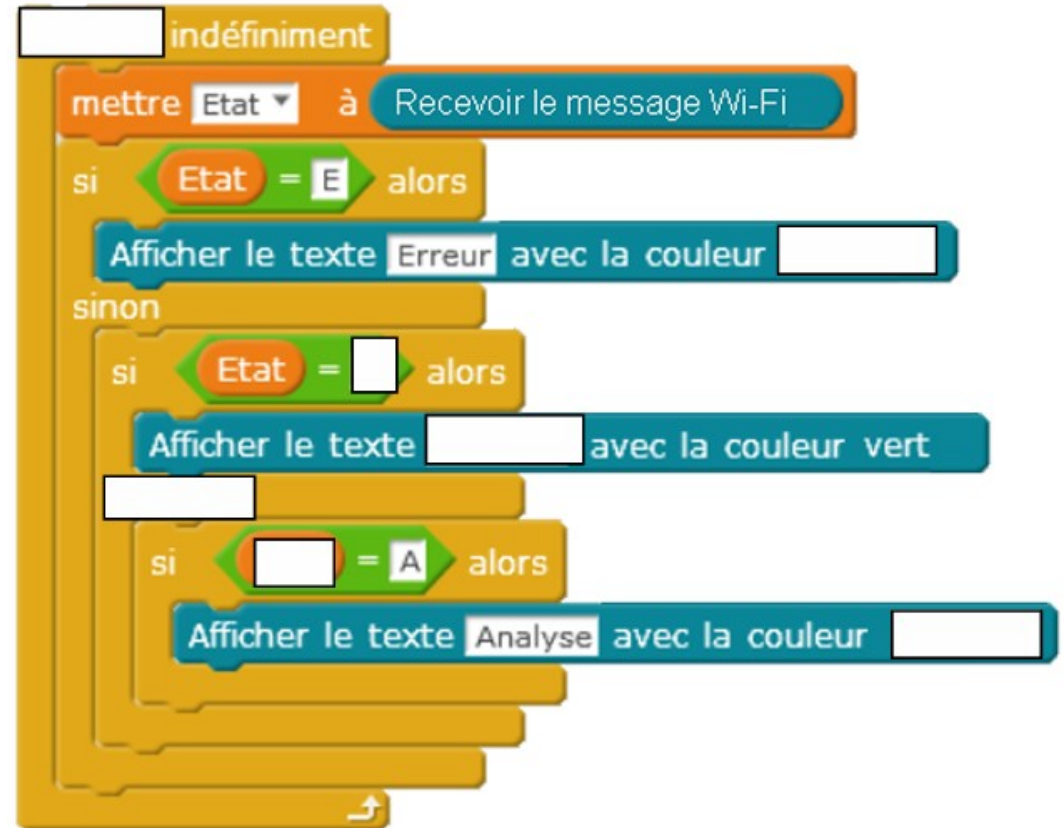 indéfiniment
mettre Etat à Recevoir le message Wi-Fi
si Etat = E alors
Afficher le texte Erreur avec la couleur
sinon
si Etat = alors
Afficher le texte avec la couleur vert
si = A alors
Afficher le texte Analyse avec la couleur